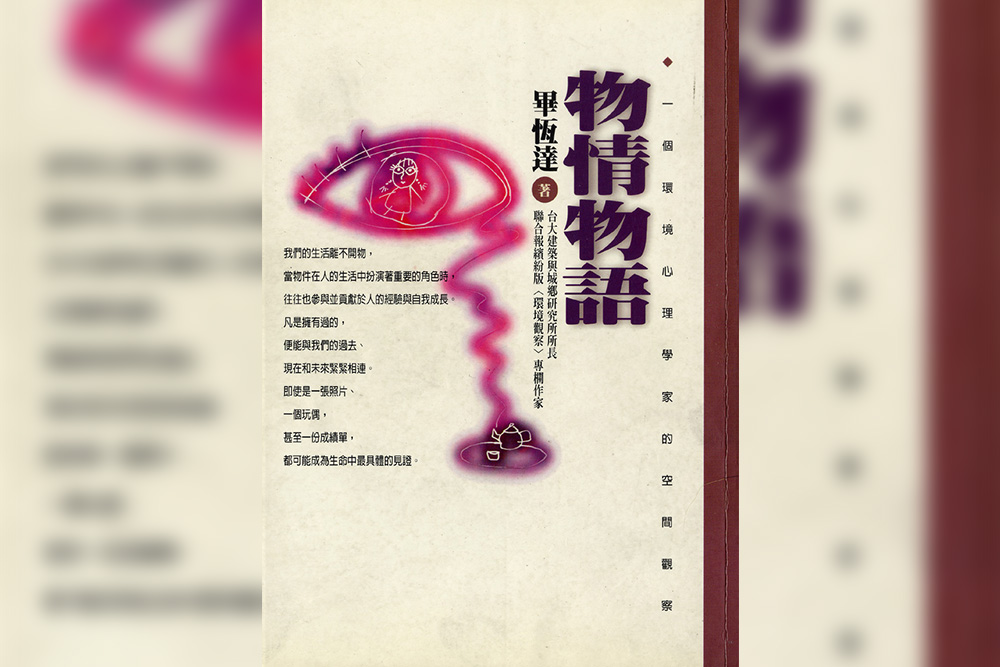 ◆一個環境心理學家的空間觀察
物情物語
畢恆達
著
台大建築與城鄉研究所所長
聯合報繽紛版〈環境觀察〉專欄作家
我們的生活離不開物，
當物件在人的生活中扮演著重要的角色時，
往往也參與並貢獻於人的經驗與自我成長。
凡是擁有過的，
便能與我們的過去、
現在和未來緊緊相連。
即使是一張照片、
一個玩偶，
甚至一份成績單，
都可能成為生命中最具體的見證。